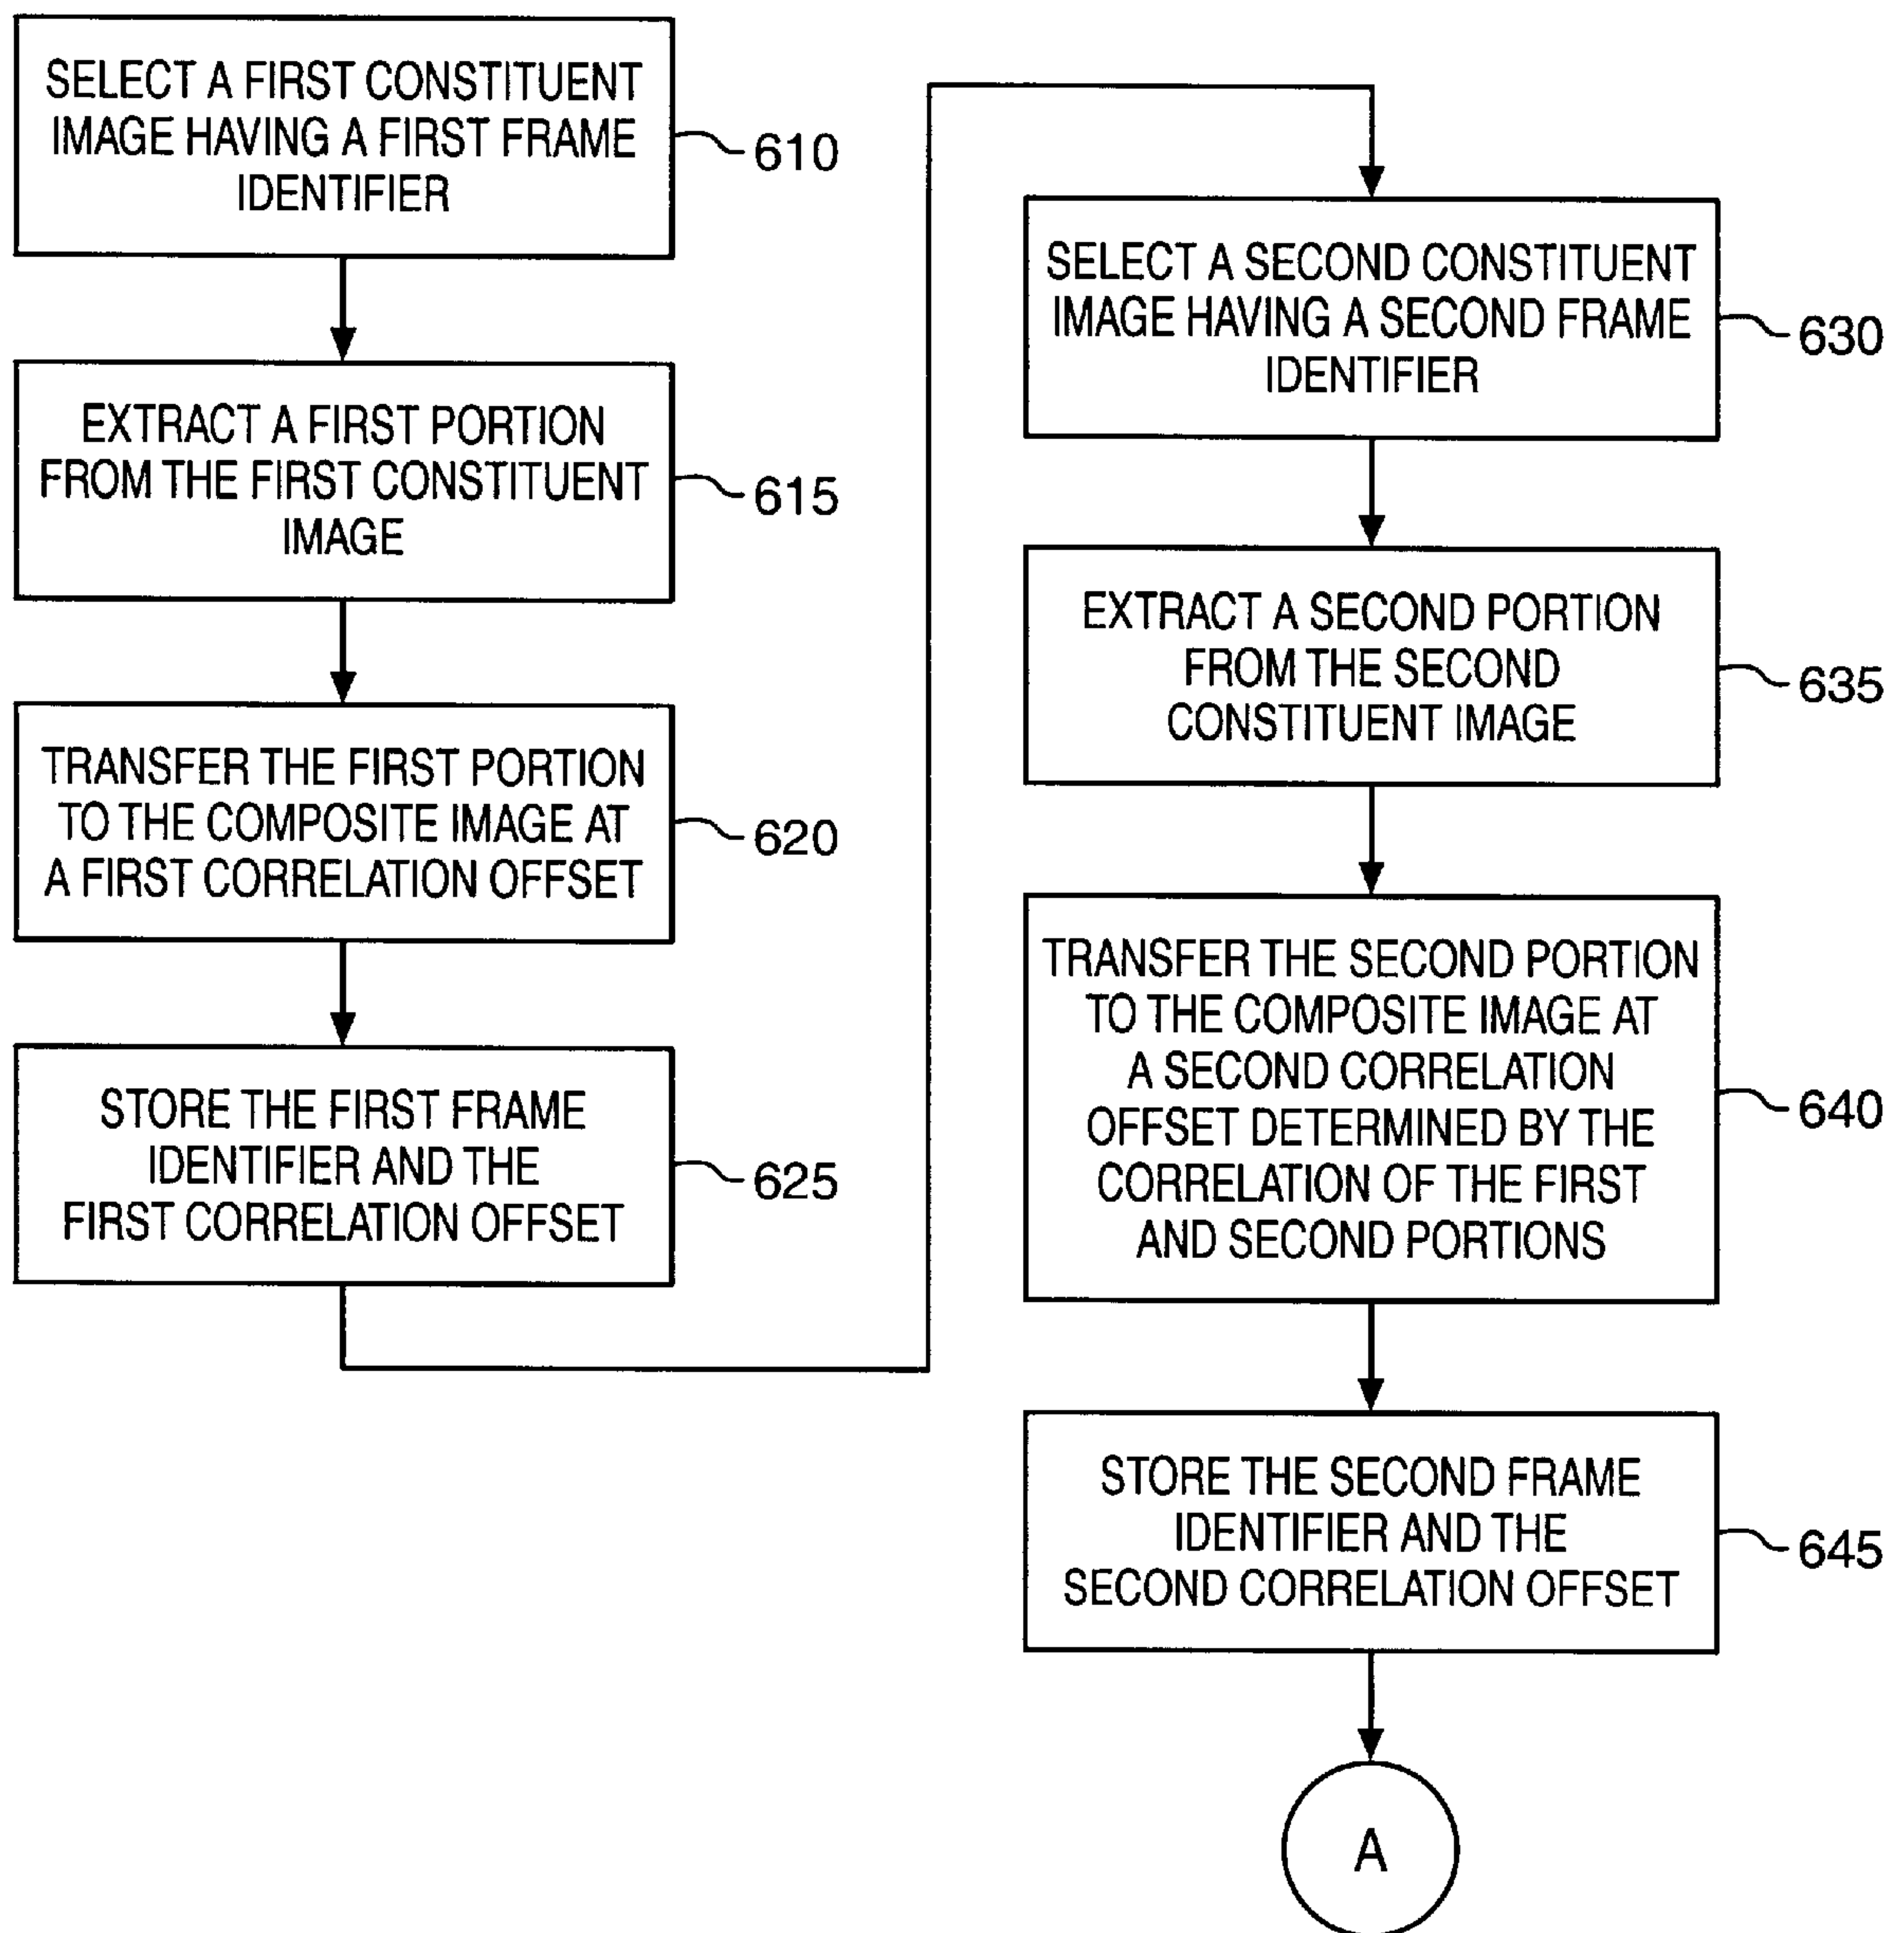 SELECT A FIRST CONSTITUENT
IMAGE HAVING A FIRST FRAME
IDENTIFIER
610
EXTRACT A FIRST PORTION
FROM THE FIRST CONSTITUENT
IMAGE
615
TRANSFER THE FIRST PORTION
TO THE COMPOSITE IMAGE AT
A FIRST CORRELATION OFFSET
620
STORE THE FIRST FRAME
IDENTIFIER AND THE
FIRST CORRELATION OFFSET
625
SELECT A SECOND CONSTITUENT
IMAGE HAVING A SECOND FRAME
IDENTIFIER
630
EXTRACT A SECOND PORTION
FROM THE SECOND
CONSTITUENT IMAGE
635
TRANSFER THE SECOND PORTION
TO THE COMPOSITE IMAGE AT
A SECOND CORRELATION
OFFSET DETERMINED BY THE
CORRELATION OF THE FIRST
AND SECOND PORTIONS
640
STORE THE SECOND FRAME
IDENTIFIER AND THE
SECOND CORRELATION OFFSET
645
A